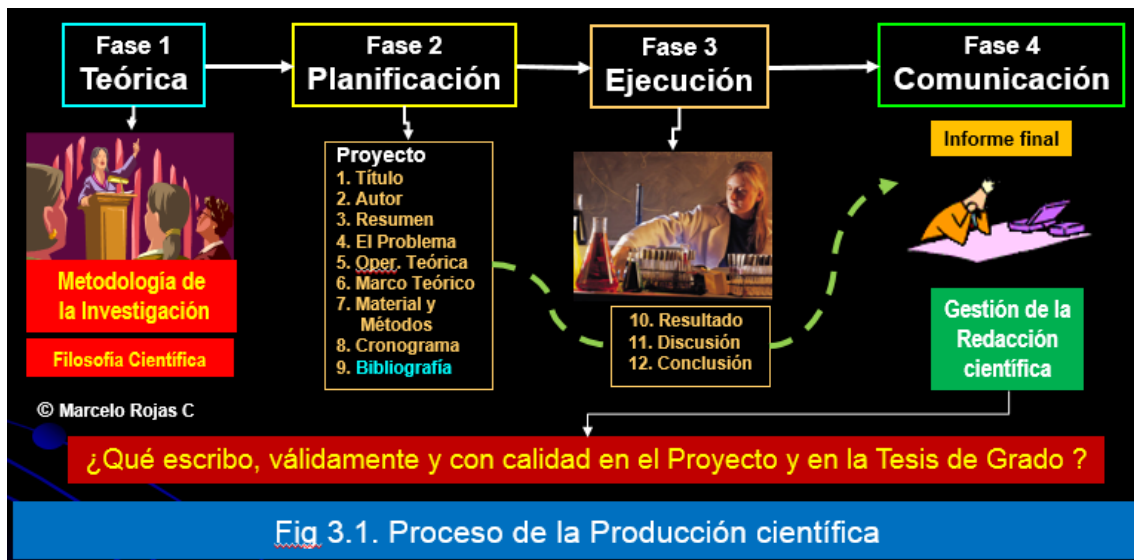 Fase 1
Teórica
Fase 2
Planificación
Fase 3
Ejecución
Fase 4
Comunicación
Metodología de
la Investigación
Filosofía Científica
Proyecto
1. Título
2. Autor
3. Resumen
4. El Problema
5. Oper. Teórica
6. Marco Teórico
7. Material y
Métodos
8. Cronograma
9. Bibliografía
10. Resultado
11. Discusión
12. Conclusión
Informe final
Gestión de la
Redacción
científica
© Marcelo Rojas C
¿Qué escribo, válidamente y con calidad en el Proyecto y en la Tesis de Grado ?
Fig 3.1. Proceso de la Producción científica